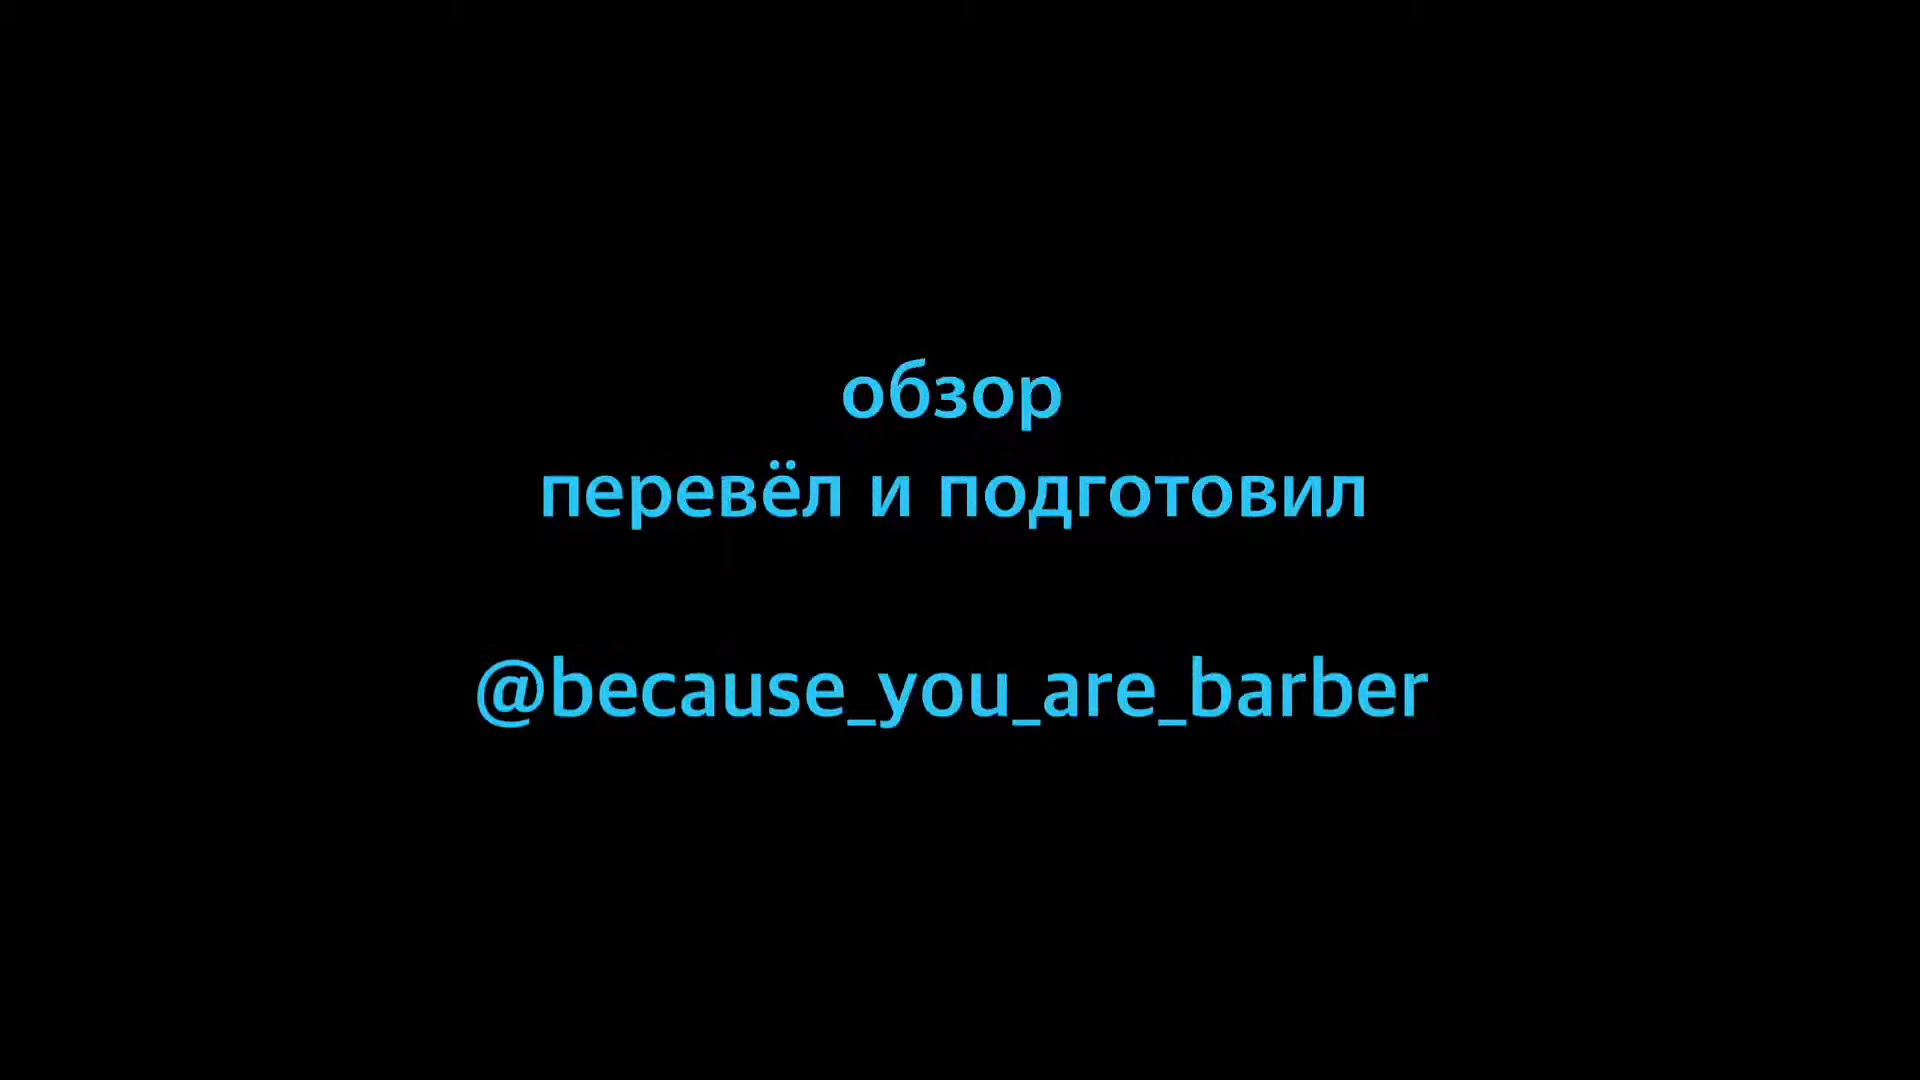 обзор
перевёл и подготовил
@because_you_are_barber